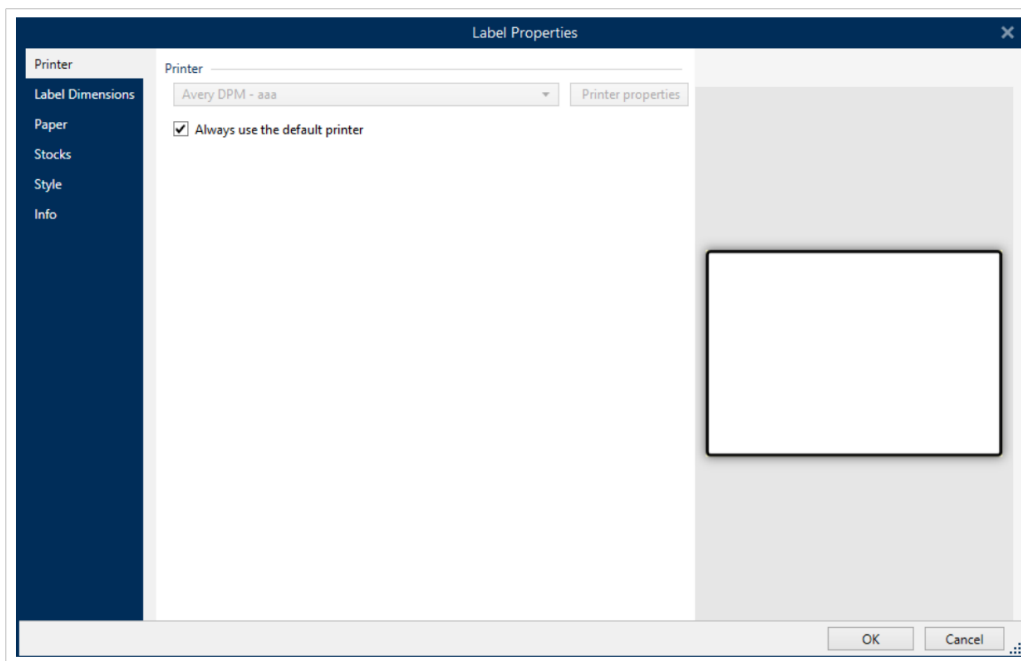 Label Properties
Printer
Label Dimensions
Paper
Stocks
Style
Info
Printer
Avery DPM - aaa
Printer properties
Always use the default printer
OK
Cancel